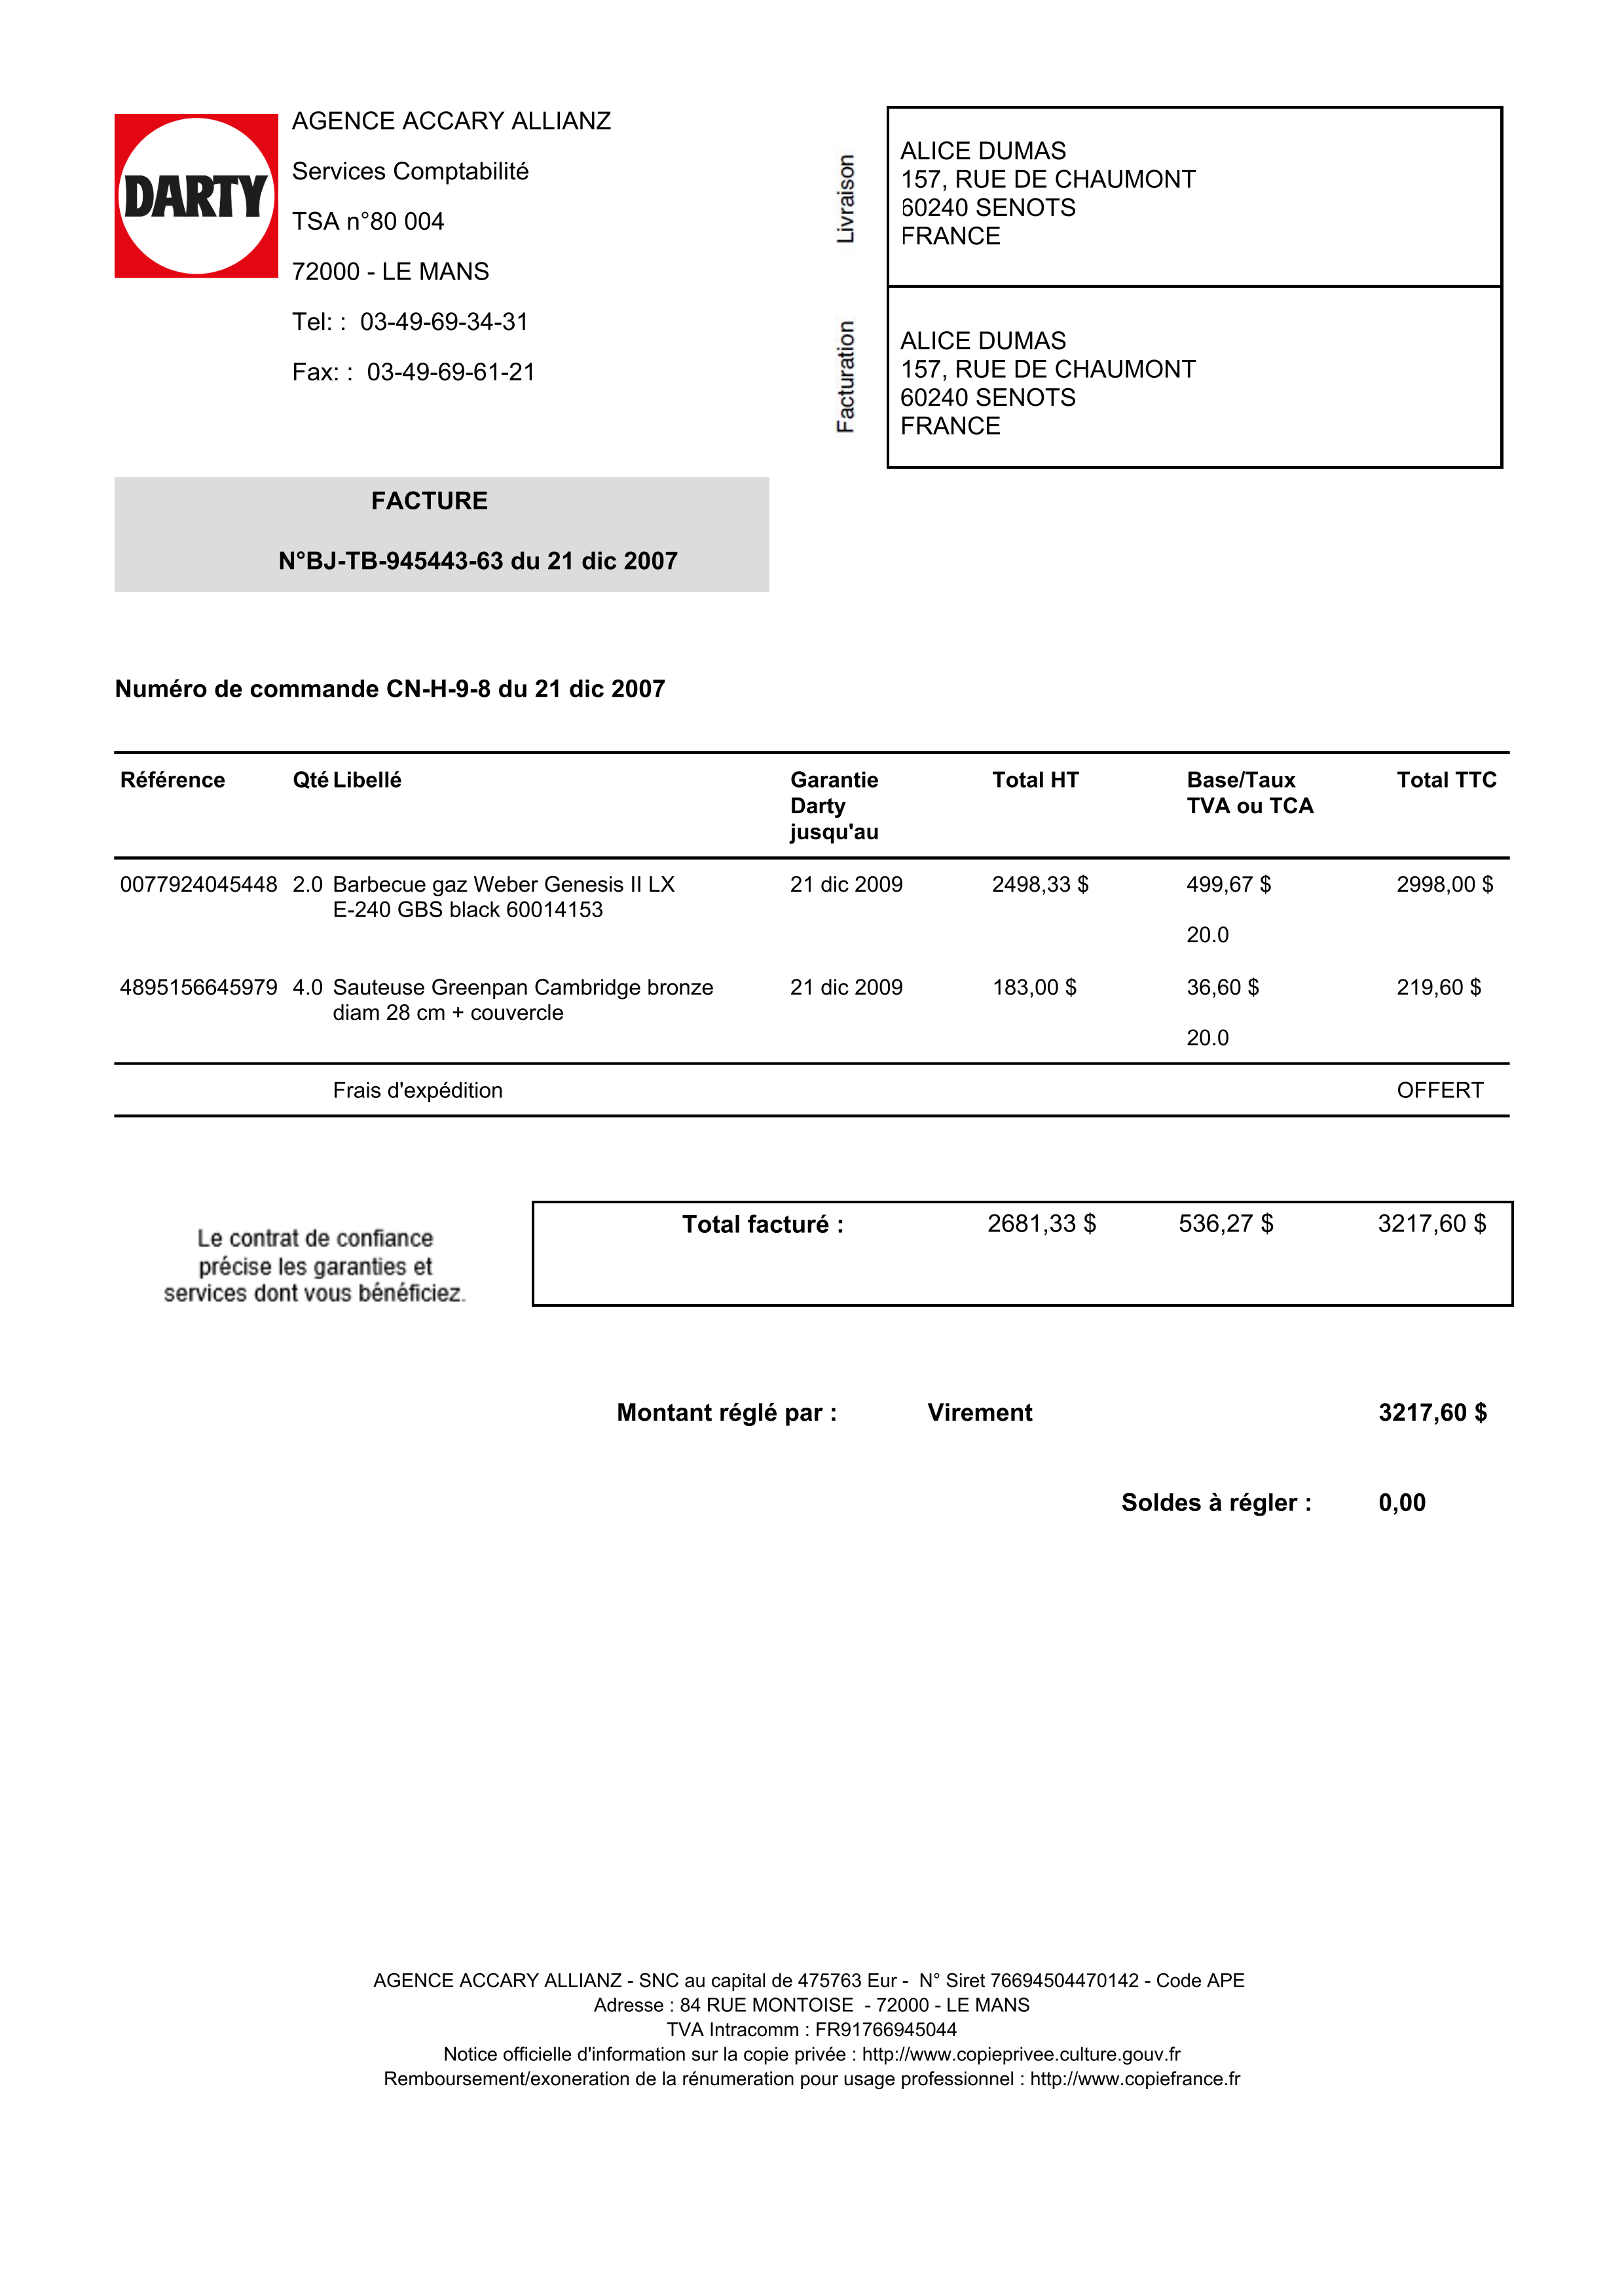 DARTY
AGENCE ACCARY ALLIANZ
Services Comptabilité
TSA n°80 004
72000 - LE MANS
Tel: :  03-49-69-34-31
Fax: :  03-49-69-61-21
Livraison
ALICE DUMAS
157, RUE DE CHAUMONT
60240 SENOTS
FRANCE
Facturation
ALICE DUMAS
157, RUE DE CHAUMONT
60240 SENOTS
FRANCE
FACTURE
N°BJ-TB-945443-63 du 21 dic 2007
Numéro de commande CN-H-9-8 du 21 dic 2007
Référence Qté Libellé Garantie Total HT Base/Taux Total TTC
Darty TVA ou TCA
jusqu'au
0077924045448 2.0 Barbecue gaz Weber Genesis II LX 21 dic 2009 2498,33 $ 499,67 $ 2998,00 $
E-240 GBS black 60014153
20.0
4895156645979 4.0 Sauteuse Greenpan Cambridge bronze 21 dic 2009 183,00 $ 36,60 $ 219,60 $
diam 28 cm + couvercle
20.0
Frais d'expédition OFFERT
Le contrat de confiance
précise les garanties et
services dont vous bénéficiez.
Total facturé : 2681,33 $ 536,27 $ 3217,60 $
Montant réglé par : Virement 3217,60 $
Soldes à régler : 0,00
AGENCE ACCARY ALLIANZ - SNC au capital de 475763 Eur -  N° Siret 76694504470142 - Code APE
Adresse : 84 RUE MONTOISE  - 72000 - LE MANS
TVA Intracomm : FR91766945044
Notice officielle d'information sur la copie privée : http://www.copieprivee.culture.gouv.fr
Remboursement/exoneration de la rénumeration pour usage professionnel : http://www.copiefrance.fr